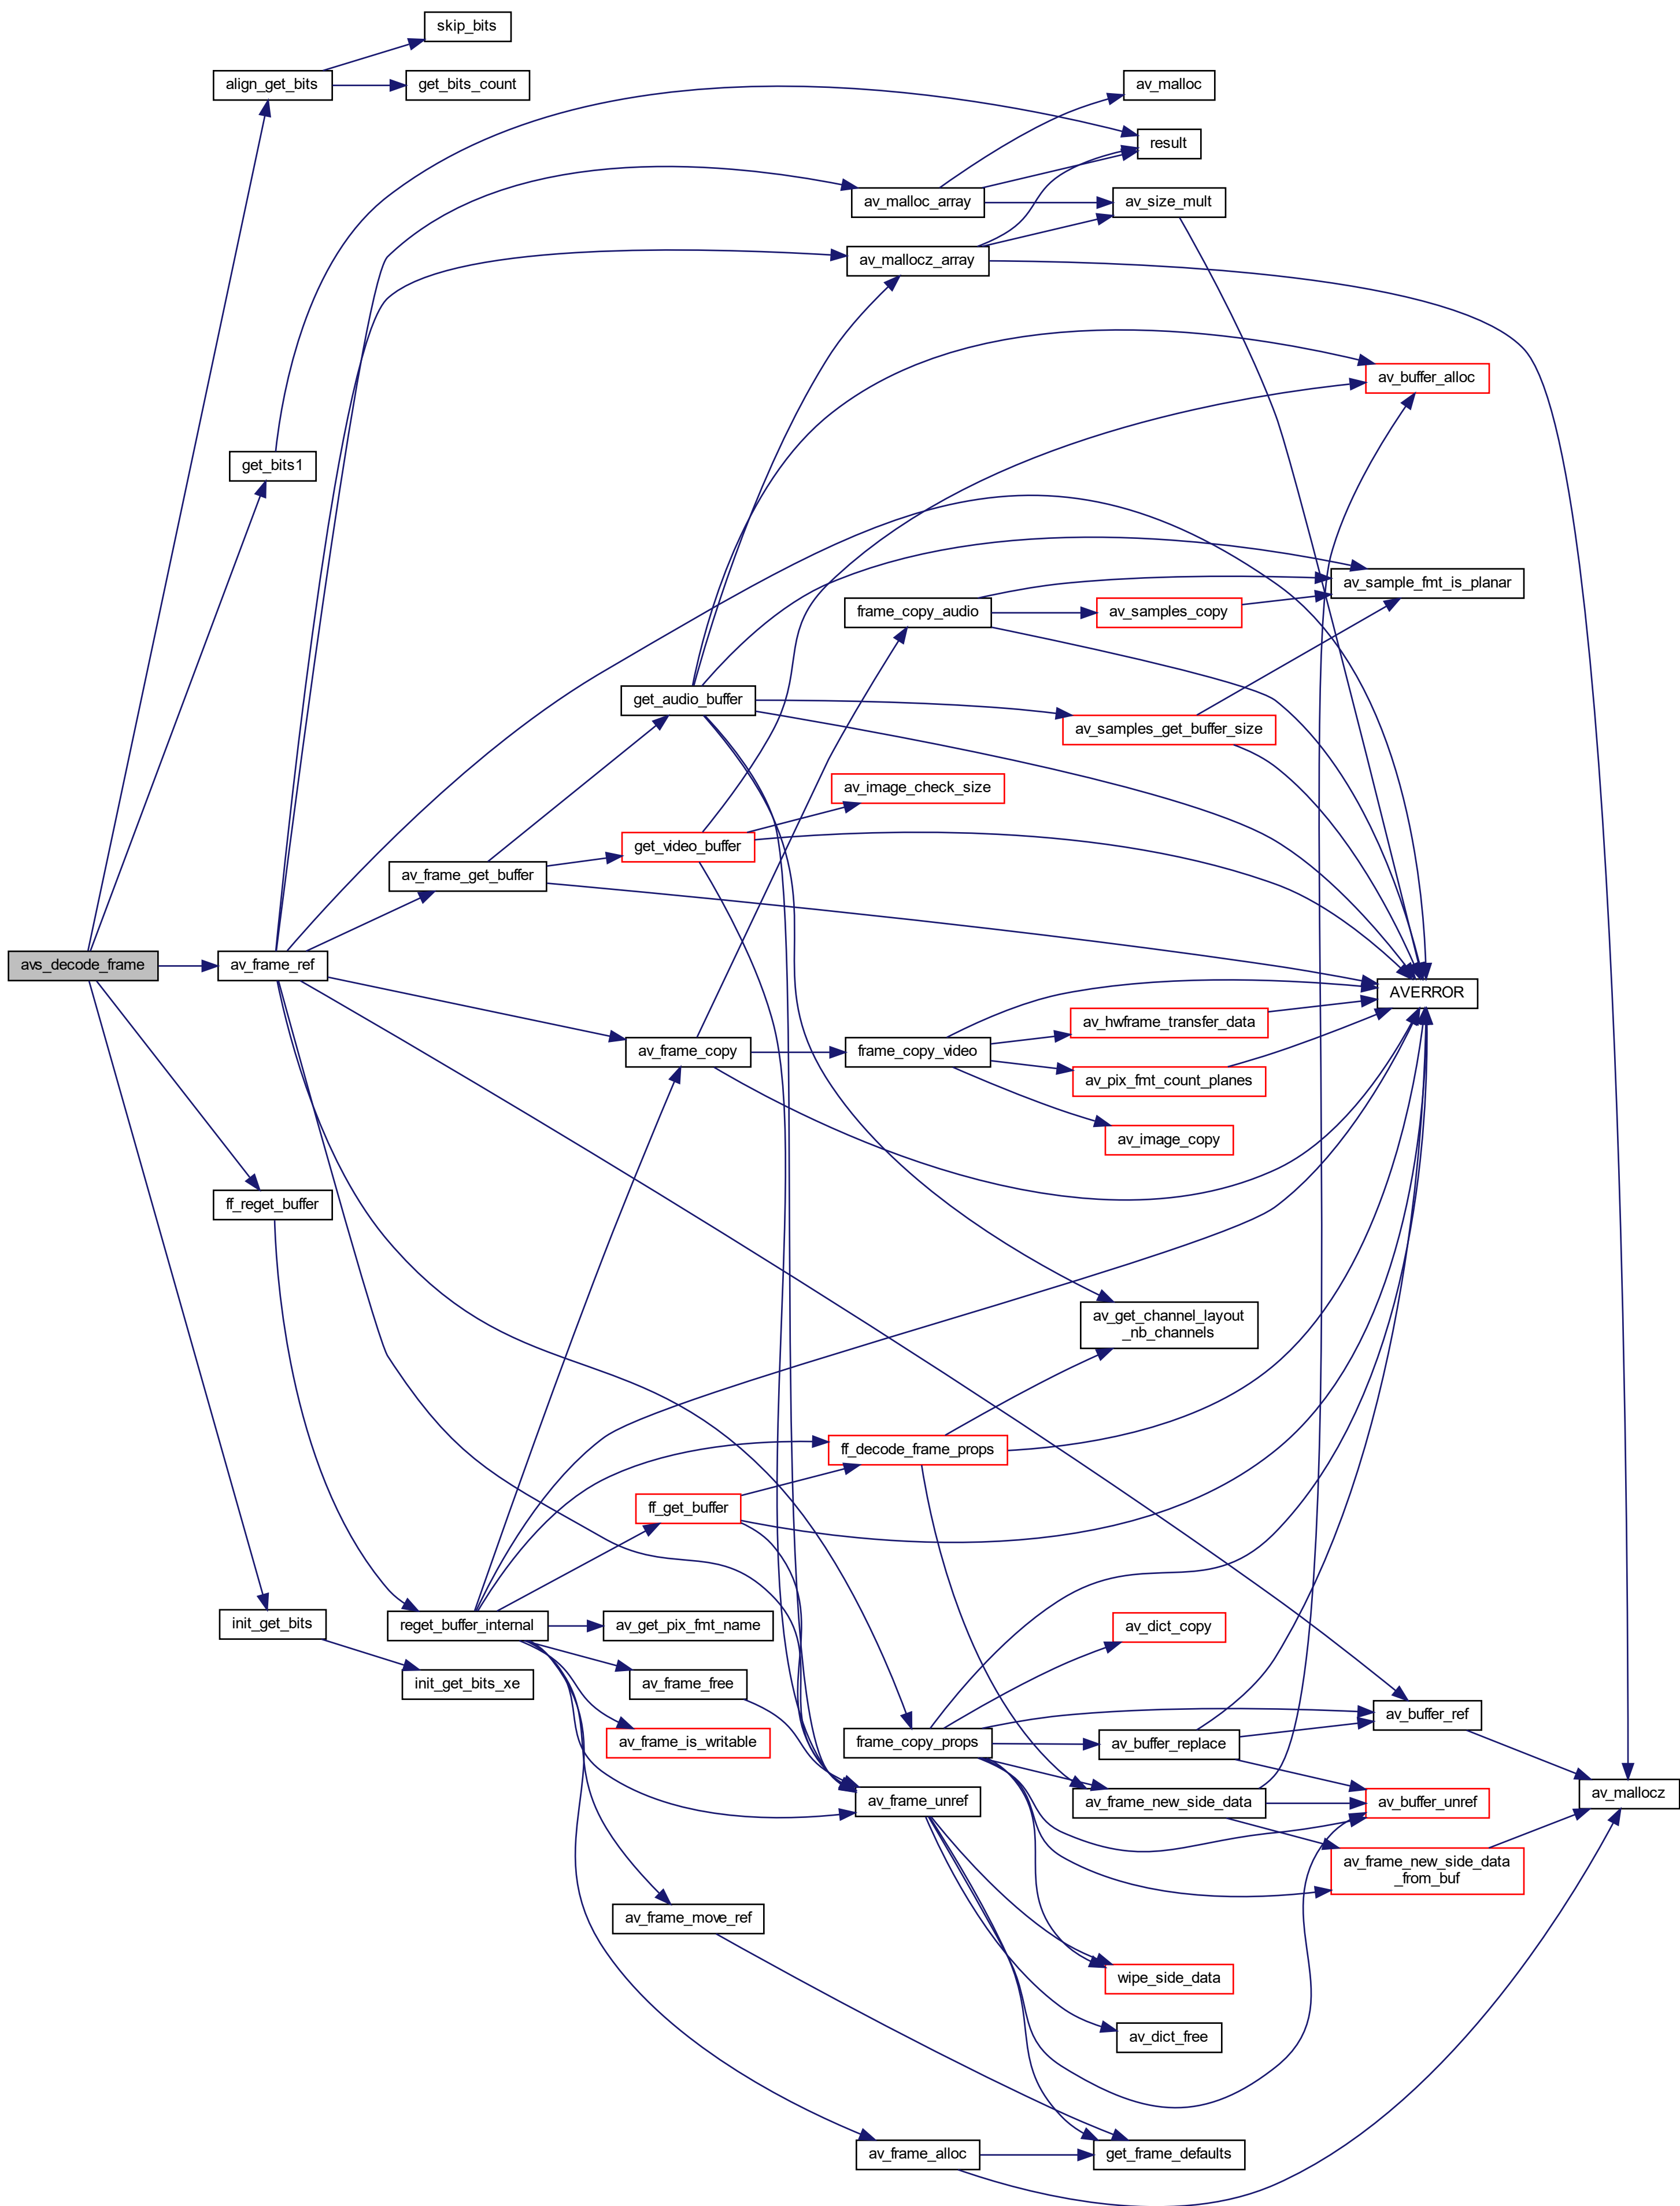 skip_bits
align_get_bits
get_bits_count
av_malloc
result
av_malloc_array
av_size_mult
av_mallocz_array
av_buffer_alloc
get_bits1
av_sample_fmt_is_planar
frame_copy_audio
av_samples_copy
get_audio_buffer
av_samples_get_buffer_size
av_image_check_size
get_video_buffer
av_frame_get_buffer
avs_decode_frame
av_frame_ref
AVERROR
av_hwframe_transfer_data
av_frame_copy
frame_copy_video
av_pix_fmt_count_planes
av_image_copy
ff_reget_buffer
av_get_channel_layout
_nb_channels
ff_decode_frame_props
ff_get_buffer
init_get_bits
reget_buffer_internal
av_get_pix_fmt_name
av_dict_copy
init_get_bits_xe
av_frame_free
av_buffer_ref
av_frame_is_writable
frame_copy_props
av_buffer_replace
av_frame_unref
av_frame_new_side_data
av_buffer_unref
av_mallocz
av_frame_new_side_data
_from_buf
av_frame_move_ref
wipe_side_data
av_dict_free
av_frame_alloc
get_frame_defaults